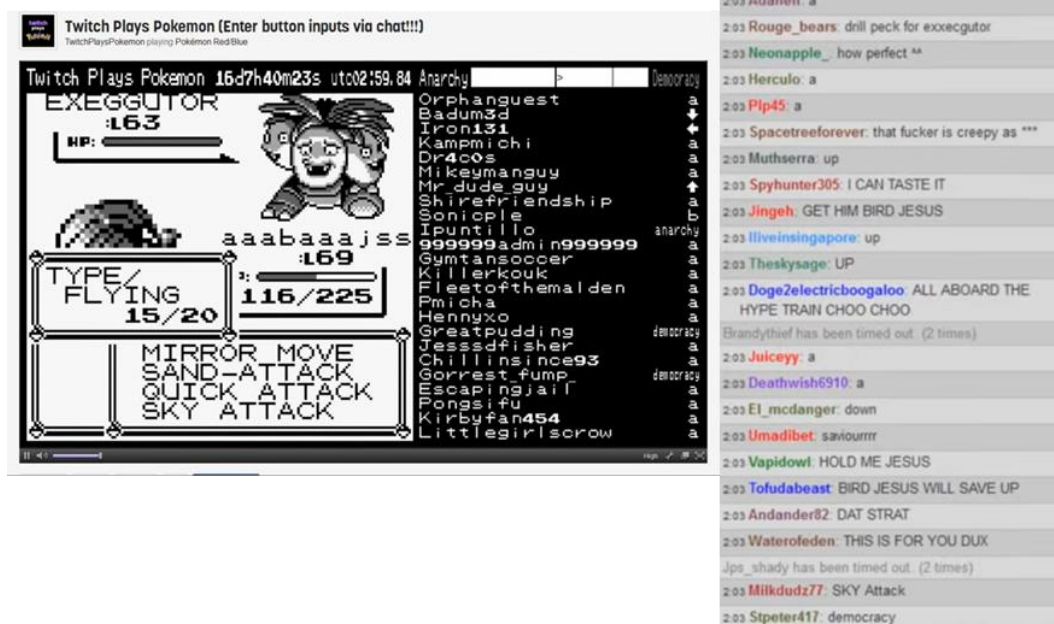 Twitch Plays Pokemon (Enter button inputs via chat!!!)
TwitchPlaysPokemon playing Pokémon Red/Blue
Twitch Plays Pokemon 16d7h40m23s utc02:59.84 Anarchy > Democracy
EXEGGUTOR
:L63
HP:
aaabaaajss
:L69
116/225
TYPE/
FLYING
15/20
MIRROR MOVE
SAND-ATTACK
QUICK ATTACK
SKY ATTACK
Orphanguest a
Badum3d ⬇
Iron131 ⬅
Kampmichi a
Dr4c0s a
Mikeymanguy a
Mr_dude_guy ⬆
Shirefriendship a
Sonicple b
Ipuntillo anarchy
999999admin999999 a
Gymtansoccer a
Killerkouk a
Fleetofthemalden a
Pmicha a
Hennyxo a
Greatpudding democracy
Jesssdfisher a
Chillinsince93 a
Gorrest_fump_ democracy
Escapingjail a
Pongsifu a
Kirbyfan454 a
Littlegirlscrow a
High
2:03 Rouge_bears: drill peck for exxecgutor
2:03 Neonapple_: how perfect ^^
2:03 Herculo: a
2:03 Plp45: a
2:03 Spacetreeforever: that fucker is creepy as ***
2:03 Muthserra: up
2:03 Spyhunter305: I CAN TASTE IT
2:03 Jingeh: GET HIM BIRD JESUS
2:03 Iliveinsingapore: up
2:03 Theskysage: UP
2:03 Doge2electricboogaloo: ALL ABOARD THE
HYPE TRAIN CHOO CHOO
Brandythief has been timed out. (2 times)
2:03 Juiceyy: a
2:03 Deathwish6910: a
2:03 El_mcdanger: down
2:03 Umadibet: saviourrrr
2:03 Vapidowl: HOLD ME JESUS
2:03 Tofudabeast: BIRD JESUS WILL SAVE UP
2:03 Andander82: DAT STRAT
2:03 Waterofeden: THIS IS FOR YOU DUX
Jps_shady has been timed out. (2 times)
2:03 Milkdudz77: SKY Attack
2:03 Stpeter417: democracy